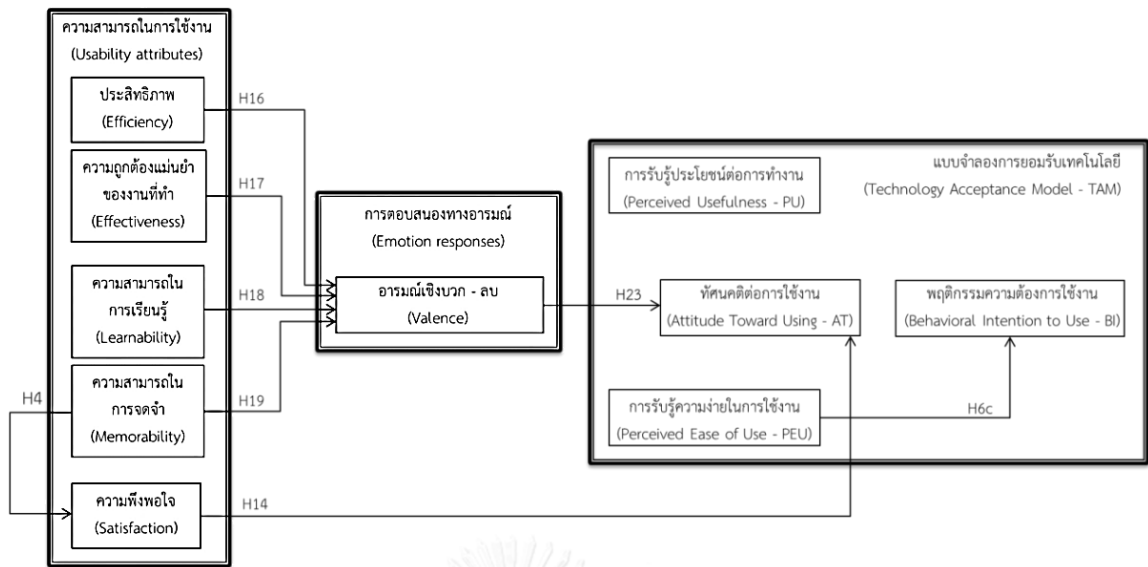 ความสามารถในการใช้งาน
(Usability attributes)
ประสิทธิภาพ
(Efficiency)
H16
ความถูกต้องแม่นยำ
ของงานที่ทำ
(Effectiveness)
H17
ความสามารถใน
การเรียนรู้
(Learnability)
H18
ความสามารถใน
การจดจำ
(Memorability)
H19
H4
ความพึงพอใจ
(Satisfaction)
H14
การตอบสนองทางอารมณ์
(Emotion responses)
อารมณ์เชิงบวก - ลบ
(Valence)
H23
แบบจำลองการยอมรับเทคโนโลยี
(Technology Acceptance Model - TAM)
การรับรู้ประโยชน์ต่อการทำงาน
(Perceived Usefulness - PU)
ทัศนคติต่อการใช้งาน
(Attitude Toward Using - AT)
พฤติกรรมความต้องการใช้งาน
(Behavioral Intention to Use - BI)
การรับรู้ความง่ายในการใช้งาน
(Perceived Ease of Use - PEU)
H6c